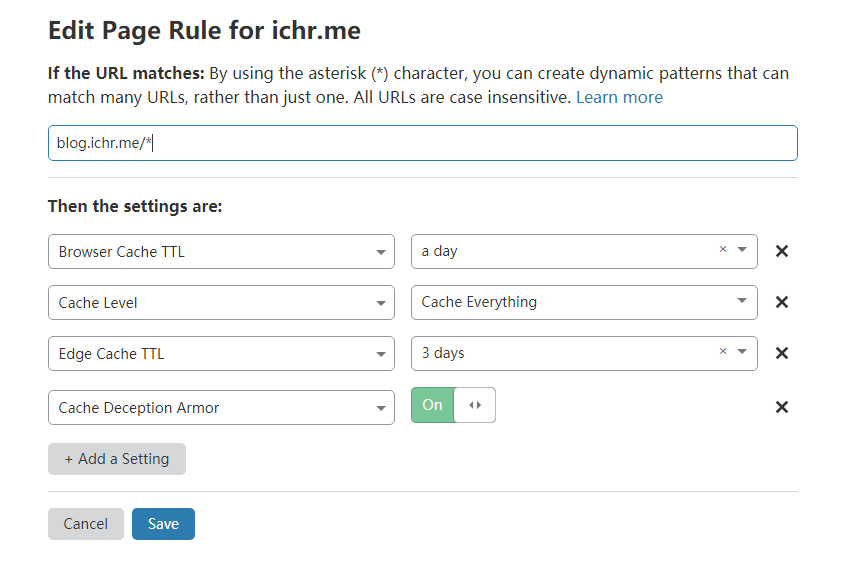 Edit Page Rule for ichr.me
If the URL matches: By using the asterisk (*) character, you can create dynamic patterns that can
match many URLs, rather than just one. All URLs are case insensitive. Learn more
blog.ichr.me/*
Then the settings are:
Browser Cache TTL a day
Cache Level Cache Everything
Edge Cache TTL 3 days
Cache Deception Armor On
+ Add a Setting
Cancel Save